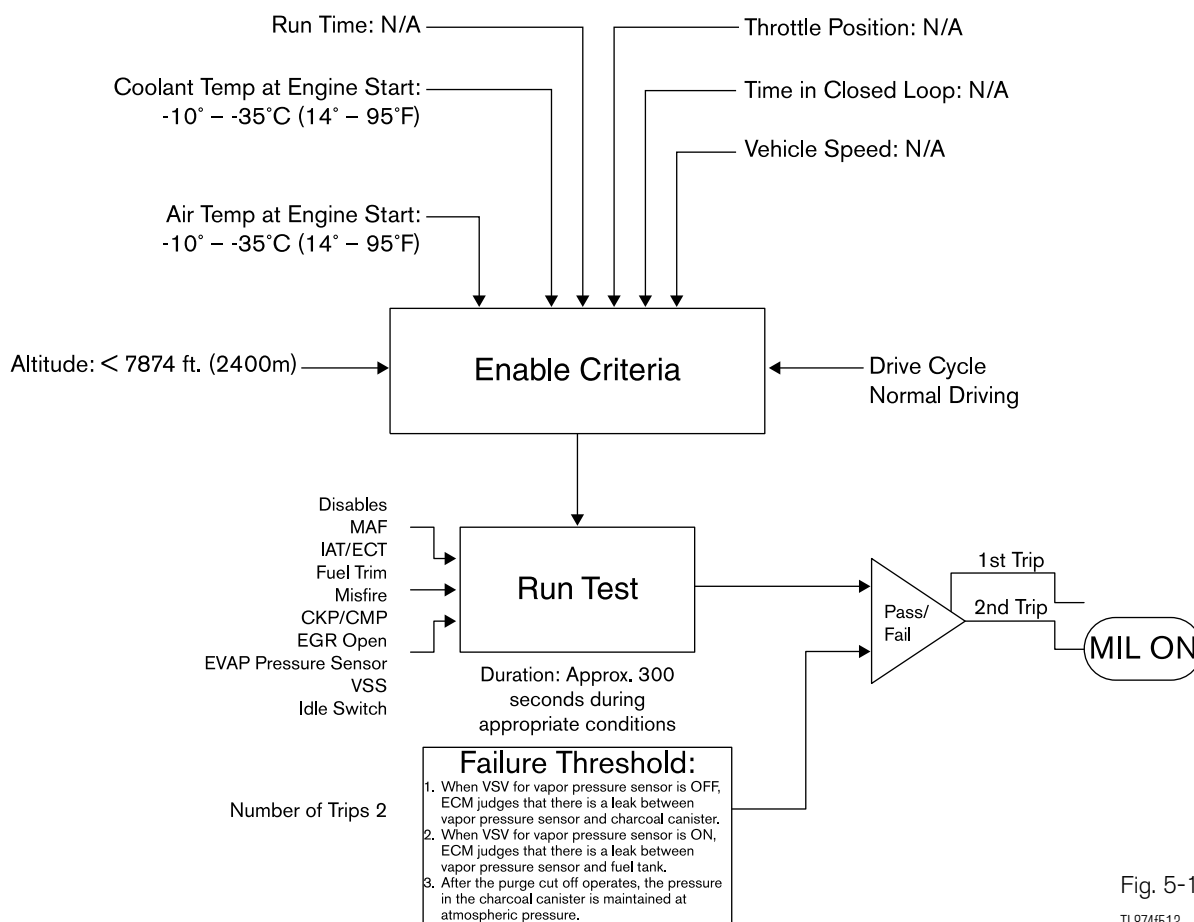 Run Time: N/A
Throttle Position: N/A
Coolant Temp at Engine Start:
-10° – -35°C (14° – 95°F)
Time in Closed Loop: N/A
Vehicle Speed: N/A
Air Temp at Engine Start:
-10° – -35°C (14° – 95°F)
Altitude: < 7874 ft. (2400m)
Enable Criteria
Drive Cycle
Normal Driving
Disables
MAF
IAT/ECT
Fuel Trim
Misfire
CKP/CMP
EGR Open
EVAP Pressure Sensor
VSS
Idle Switch
Run Test
Duration: Approx. 300
seconds during
appropriate conditions
Pass/
Fail
1st Trip
2nd Trip
MIL ON
Number of Trips 2
Failure Threshold:
1. When VSV for vapor pressure sensor is OFF,
ECM judges that there is a leak between
vapor pressure sensor and charcoal canister.
2. When VSV for vapor pressure sensor is ON,
ECM judges that there is a leak between
vapor pressure sensor and fuel tank.
3. After the purge cut off operates, the pressure
in the charcoal canister is maintained at
atmospheric pressure.
Fig. 5-1